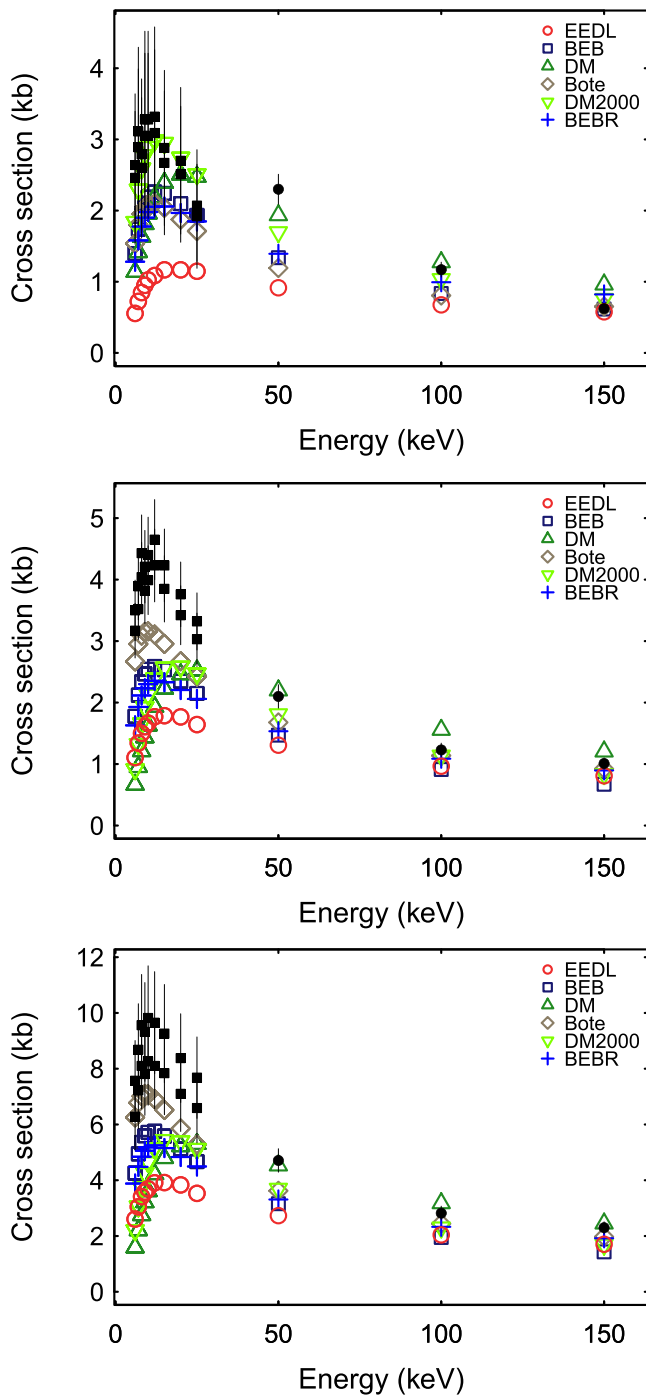 Cross section (kb)
4
3
2
1
0
EEDL
BEB
DM
Bote
DM2000
BEBR
0 50 100 150
Energy (keV)
Cross section (kb)
5
4
3
2
1
0
EEDL
BEB
DM
Bote
DM2000
BEBR
0 50 100 150
Energy (keV)
Cross section (kb)
12
10
8
6
4
2
0
EEDL
BEB
DM
Bote
DM2000
BEBR
0 50 100 150
Energy (keV)